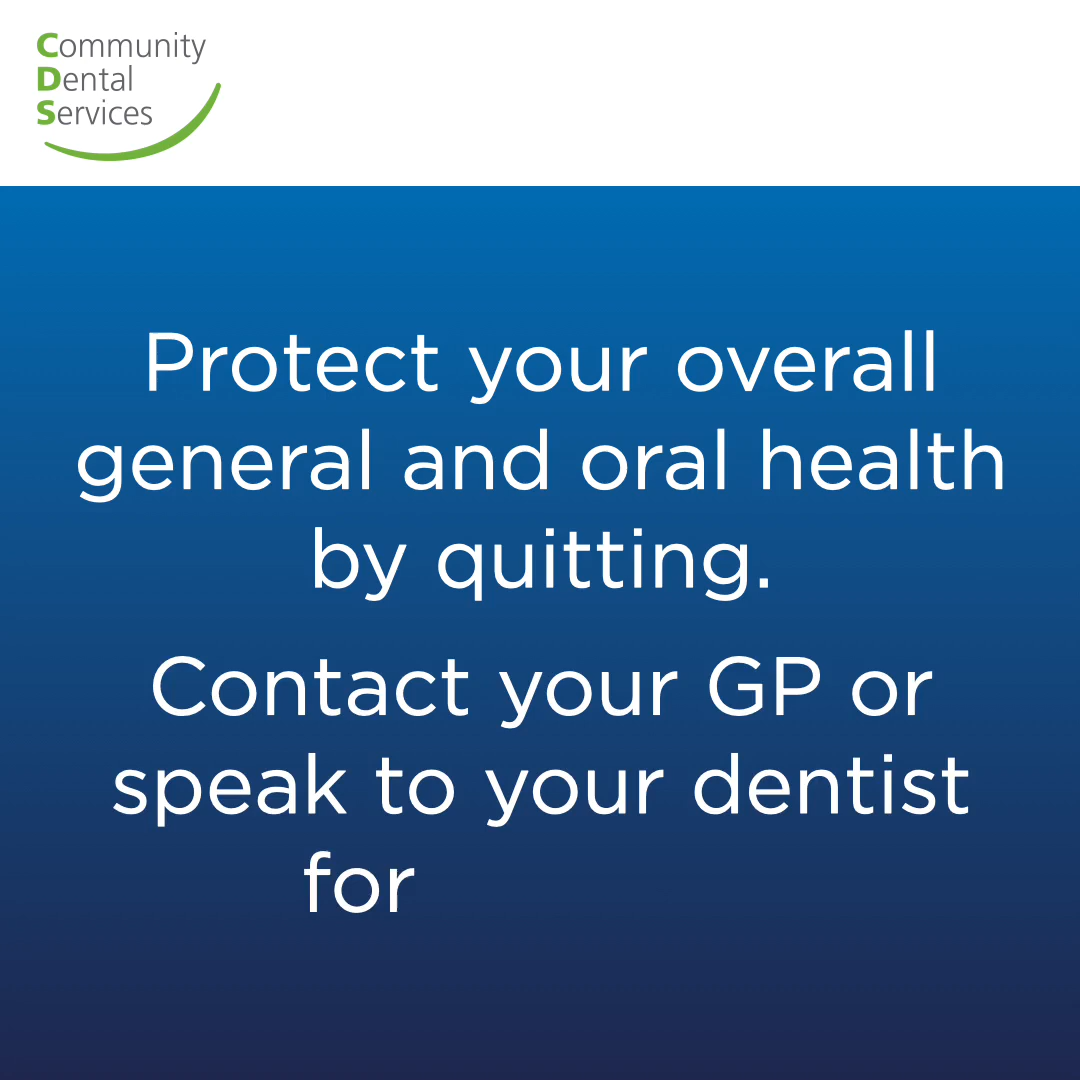 Community
Dental
Services
Protect your overall
general and oral health
by quitting.
Contact your GP or
speak to your dentist
for